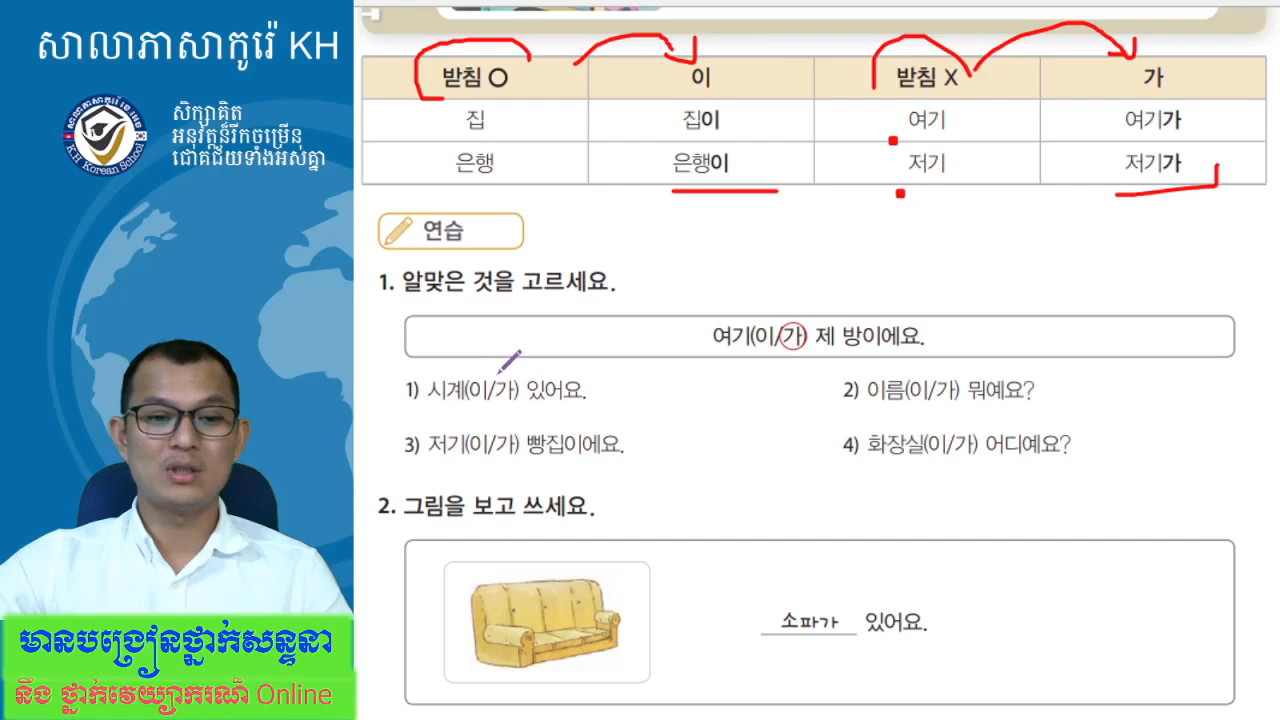 សាលាភាសាកូរ៉េ KH
សិក្សាគិត
អនុវត្តន៍រីកចម្រើន
ជោគជ័យទាំងអស់គ្នា
K.H Korean School
មានបង្រៀនថ្នាក់សន្ទនា
និង ថ្នាក់វេយ្យាករណ៍ Online
받침 O 이 받침 X 가
집 집이 여기 여기가
은행 은행이 저기 저기가
연습
1. 알맞은 것을 고르세요.
여기(이/가) 제 방이에요.
1) 시계(이/가) 있어요.
2) 이름(이/가) 뭐예요?
3) 저기(이/가) 빵집이에요.
4) 화장실(이/가) 어디예요?
2. 그림을 보고 쓰세요.
소파가 있어요.